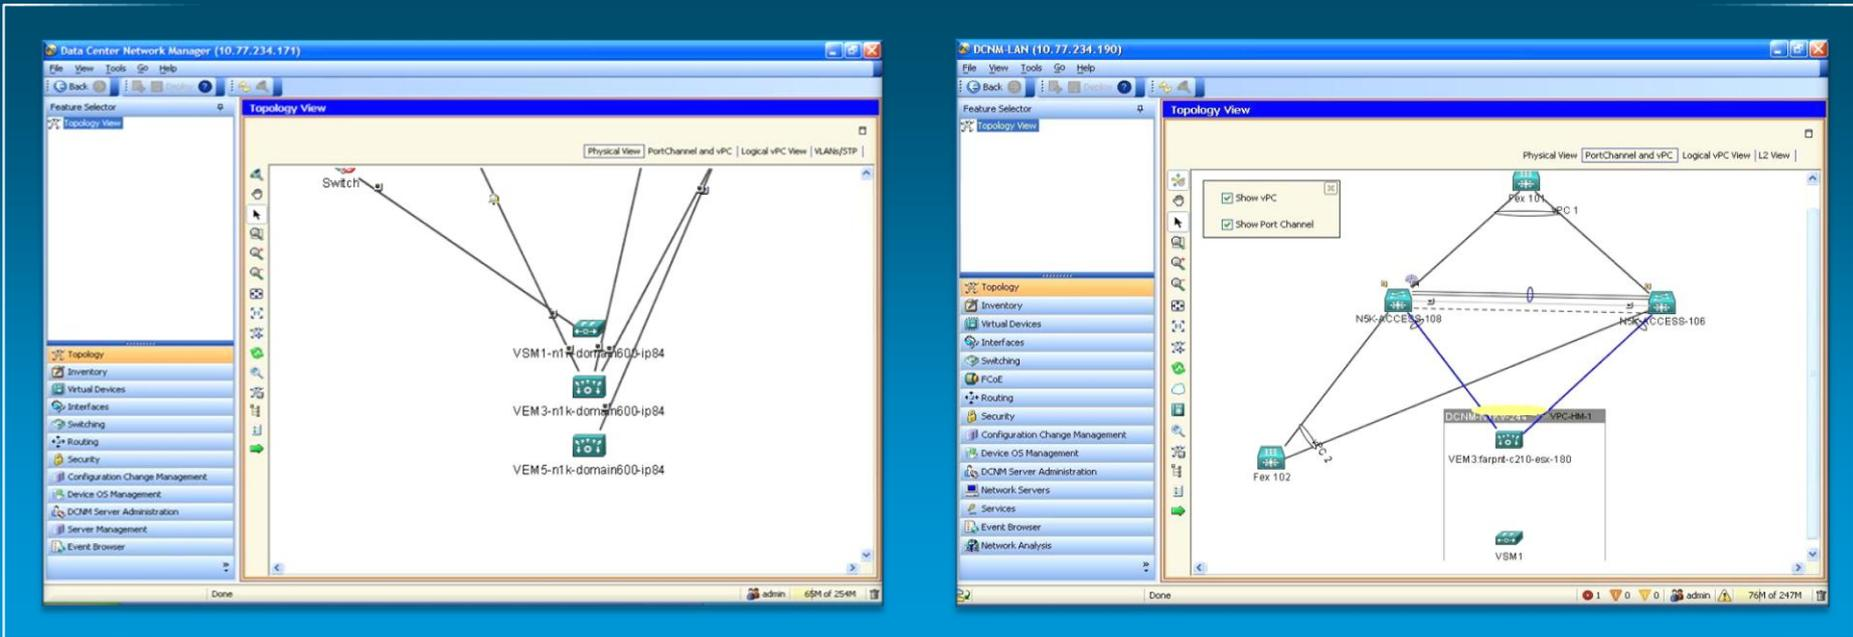 Data Center Network Manager (10.77.234.171)
File View Tools Go Help
Back Deploy
Feature Selector
Topology View
Topology View
Physical View PortChannel and vPC Logical vPC View VLANs/STP
Switch
VSM1-n1k-domain600-ip84
VEM3-n1k-domain600-ip84
VEM5-n1k-domain600-ip84
Topology
Inventory
Virtual Devices
Interfaces
Switching
Routing
Security
Configuration Change Management
Device OS Management
DCNM Server Administration
Server Management
Event Browser
Done admin 65M of 254M
DCNM-LAN (10.77.234.190)
File View Tools Go Help
Back Deploy
Feature Selector
Topology View
Topology View
Physical View PortChannel and vPC Logical vPC View L2 View
Show vPC
Show Port Channel
Fex 101
vPC 1
N5K-ACCESS-108
N5K-ACCESS-106
VPC-HM-1
vPC 2
VEM3:farpnt-c210-esx-180
Fex 102
VSM1
Topology
Inventory
Virtual Devices
Interfaces
Switching
FCoE
Routing
Security
Configuration Change Management
Device OS Management
DCNM Server Administration
Network Servers
Services
Event Browser
Network Analysis
Done 1 0 0 admin 76M of 247M